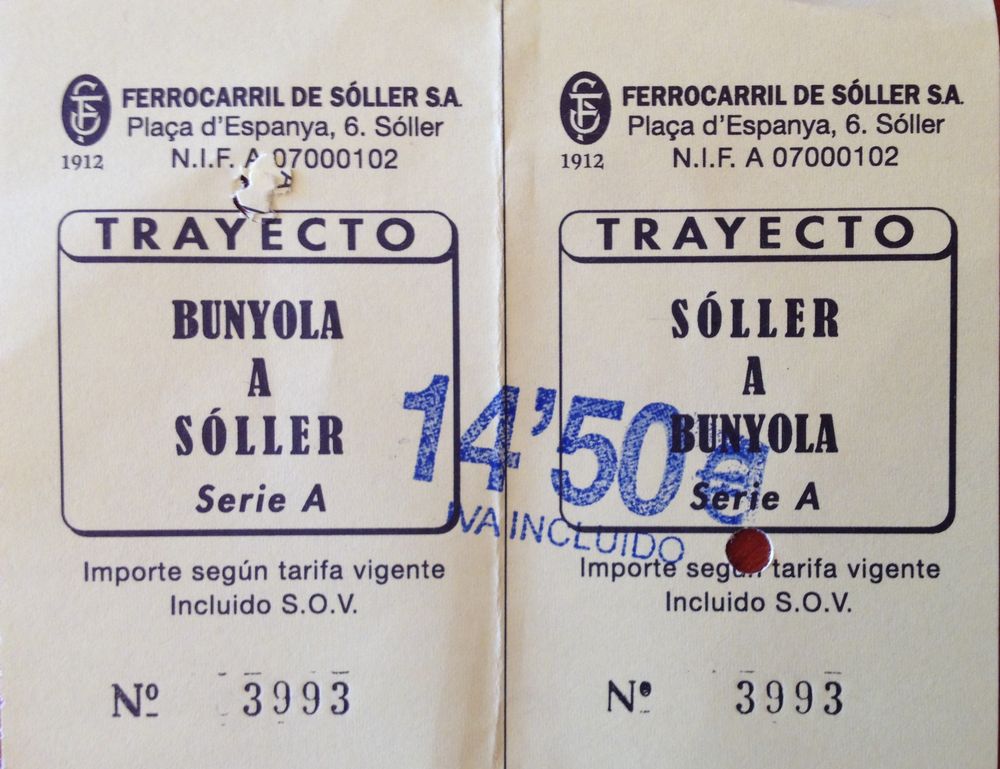 FERROCARRIL DE SÓLLER S.A.
Plaça d'Espanya, 6. Sóller
1912
N.I.F. A 07000102
TRAYECTO
BUNYOLA
A
SÓLLER
Serie A
Importe según tarifa vigente
Incluido S.O.V.
Nº 3993
FERROCARRIL DE SÓLLER S.A.
Plaça d'Espanya, 6. Sóller
1912
N.I.F. A 07000102
TRAYECTO
SÓLLER
A
BUNYOLA
Serie A
Importe según tarifa vigente
Incluido S.O.V.
Nº 3993
14'50 €
IVA INCLUIDO